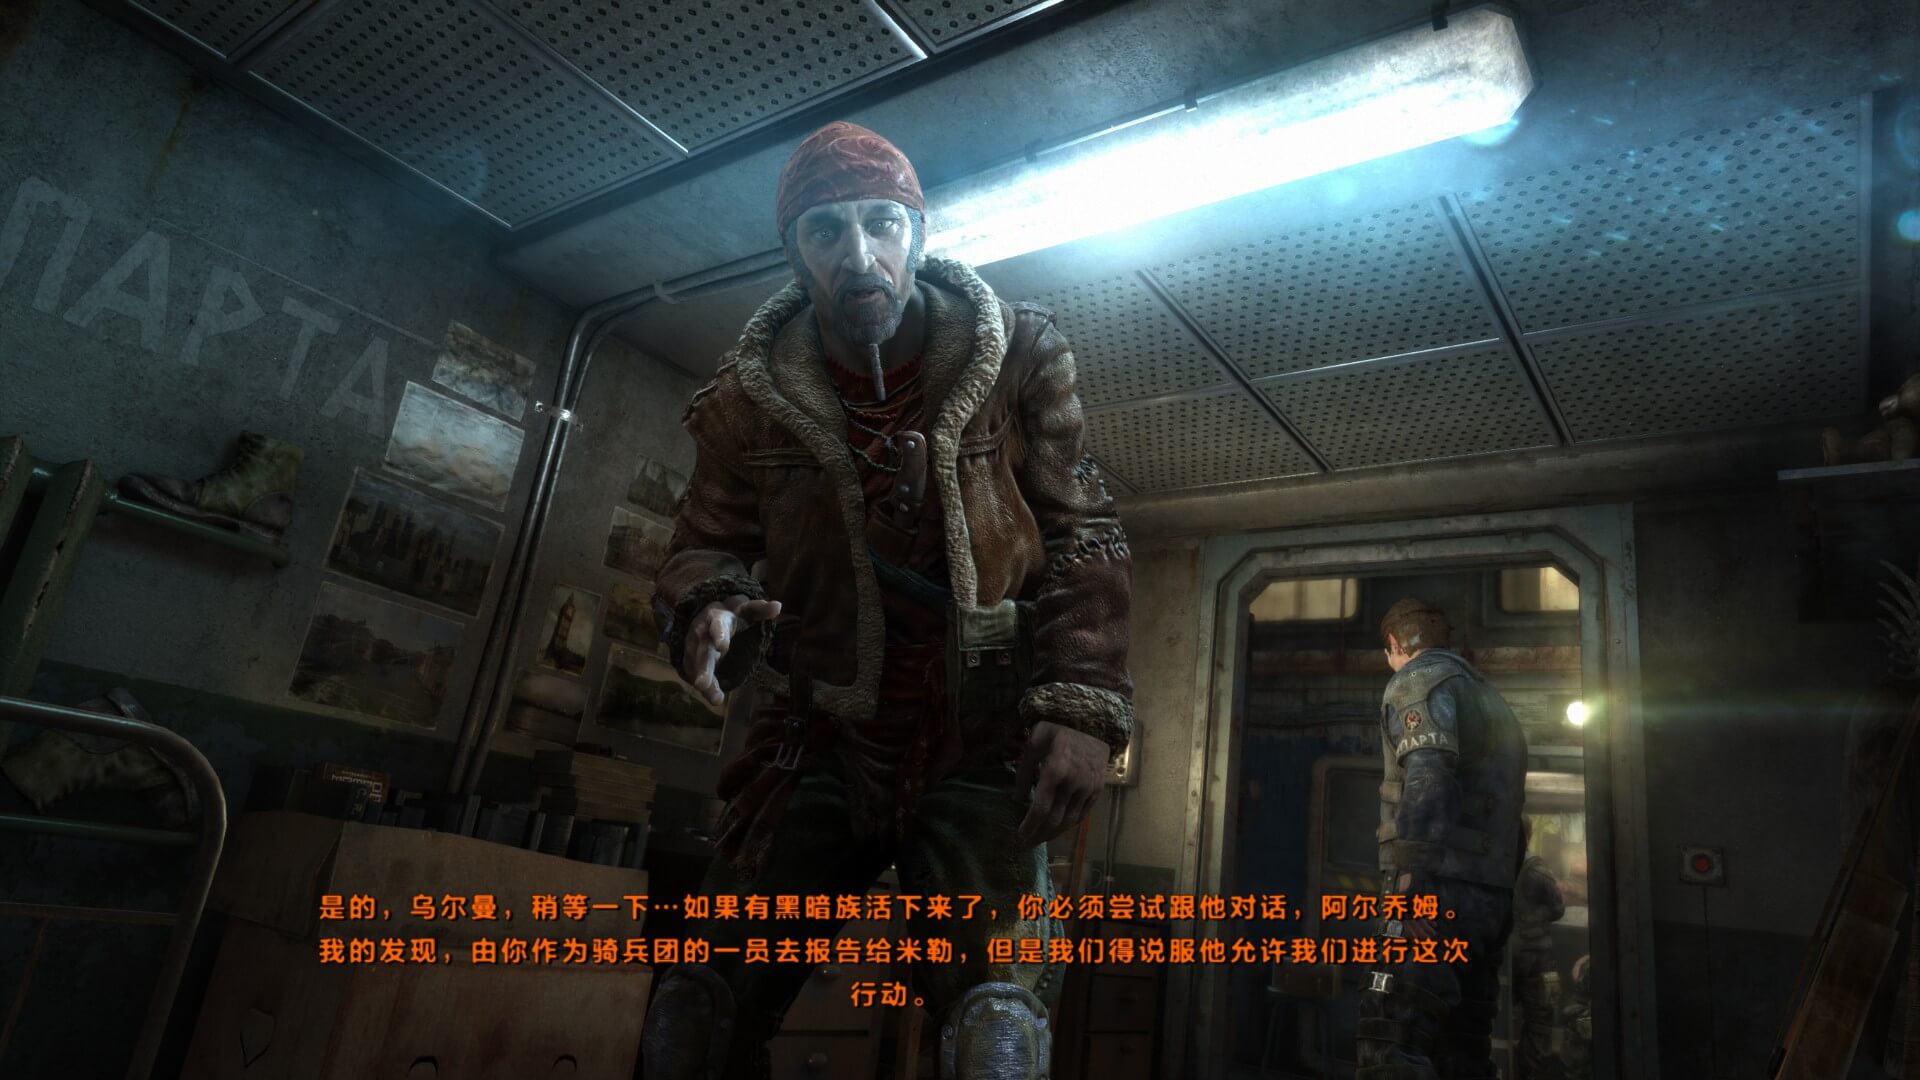 ПАРТА
ПАРТА
是的，乌尔曼，稍等一下…如果有黑暗族活下来了，你必须尝试跟他对话，阿尔乔姆。
我的发现，由你作为骑兵团的一员去报告给米勒，但是我们得说服他允许我们进行这次
行动。